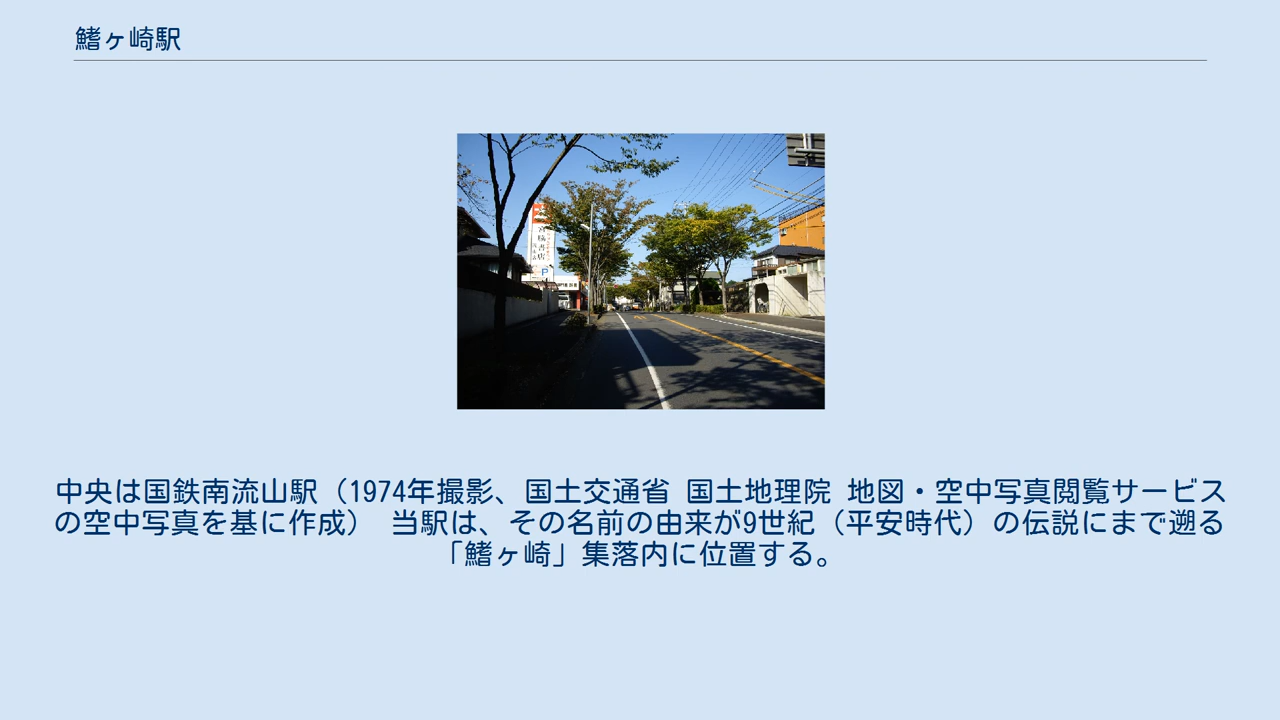 鰭ヶ崎駅
宮脇書店
P
中央は国鉄南流山駅（1974年撮影、国土交通省 国土地理院 地図・空中写真閲覧サービス
の空中写真を基に作成） 当駅は、その名前の由来が9世紀（平安時代）の伝説にまで遡る
「鰭ヶ崎」集落内に位置する。